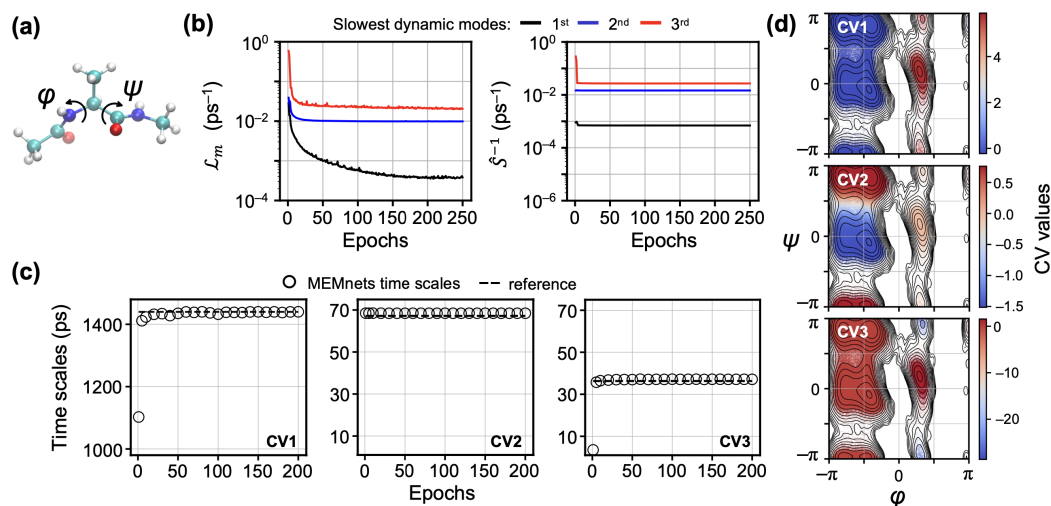 (a)
φ
ψ
(b)
Slowest dynamic modes: 1st 2nd 3rd
ℒm (ps−1)
10^0
10^−2
10^−4
0 50 100 150 200 250
Epochs
Ŝ−1 (ps−1)
10^0
10^−2
10^−4
10^−6
0 50 100 150 200 250
Epochs
(c)
MEMnets time scales reference
Time scales (ps)
1400
1200
1000
CV1
0 50 100 150 200
70
50
30
10
CV2
0 50 100 150 200
70
50
30
10
CV3
0 50 100 150 200
Epochs
(d)
CV1
π
0
−π
4
2
0
CV2
π
ψ 0
−π
0.5
0.0
−0.5
−1.0
−1.5
CV values
CV3
π
0
−π
0
−10
−20
−π 0 π
φ